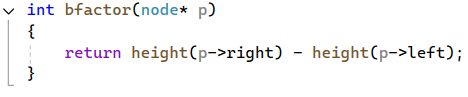 int bfactor(node* p)
{
    return height(p->right) - height(p->left);
}